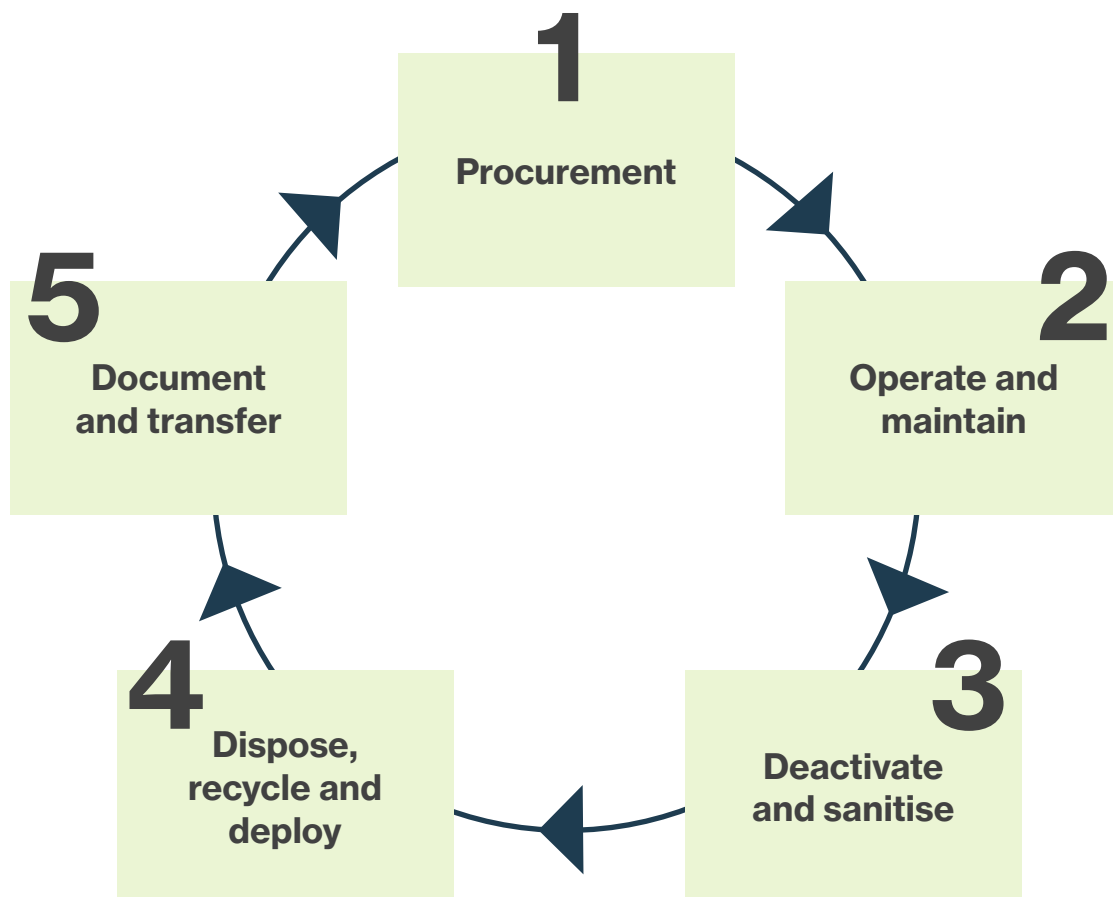 1
Procurement
2
Operate and
maintain
3
Deactivate
and sanitise
4
Dispose,
recycle and
deploy
5
Document
and transfer